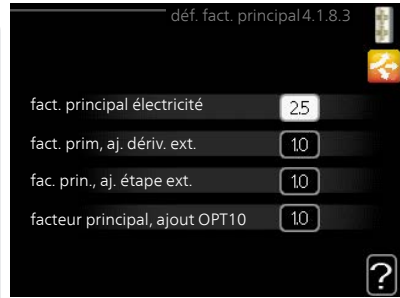 déf. fact. principal 4.1.8.3
fact. principal électricité 2.5
fact. prim, aj. dériv. ext. 1.0
fac. prin., aj. étape ext. 1.0
facteur principal, ajout OPT10 1.0
?